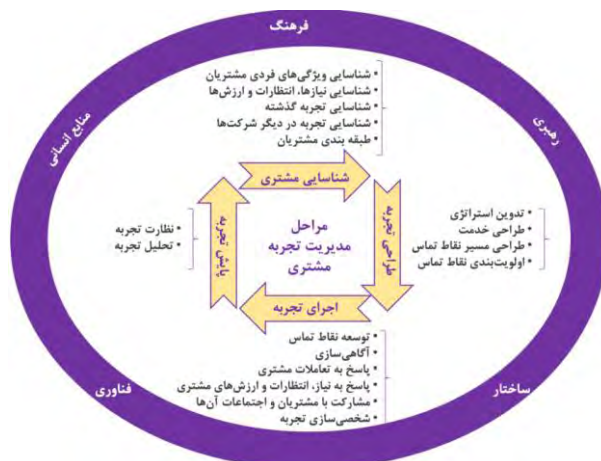 فرهنگ
رهبری
ساختار
فناوری
منابع انسانی
• شناسایی ویژگی‌های فردی مشتریان
• شناسایی نیازها، انتظارات و ارزش‌ها
• شناسایی تجربه گذشته
• شناسایی تجربه در دیگر شرکت‌ها
• طبقه بندی مشتریان
شناسایی مشتری
طراحی تجربه
• تدوین استراتژی
• طراحی خدمت
• طراحی مسیر نقاط تماس
• اولویت‌بندی نقاط تماس
مراحل
مدیریت تجربه
مشتری
اجرای تجربه
• توسعه نقاط تماس
• آگاهی‌سازی
• پاسخ به تعاملات مشتری
• پاسخ به نیاز، انتظارات و ارزش‌های مشتری
• مشارکت با مشتریان و اجتماعات آن‌ها
• شخصی‌سازی تجربه
پایش تجربه
• نظارت تجربه
• تحلیل تجربه